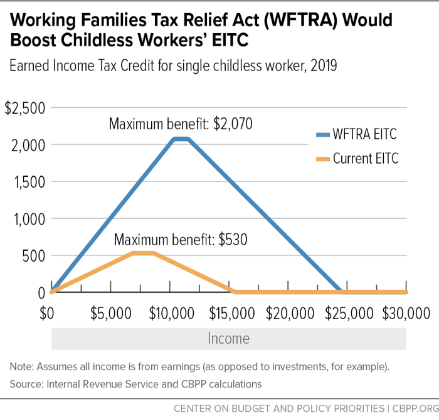 Working Families Tax Relief Act (WFTRA) Would
Boost Childless Workers' EITC
Earned Income Tax Credit for single childless worker, 2019
$2,500
2,000
1,500
1,000
500
0
Maximum benefit: $2,070
WFTRA EITC
Current EITC
Maximum benefit: $530
$0 $5,000 $10,000 $15,000 $20,000 $25,000 $30,000
Income
Note: Assumes all income is from earnings (as opposed to investments, for example).
Source: Internal Revenue Service and CBPP calculations
CENTER ON BUDGET AND POLICY PRIORITIES I CBPP.ORG